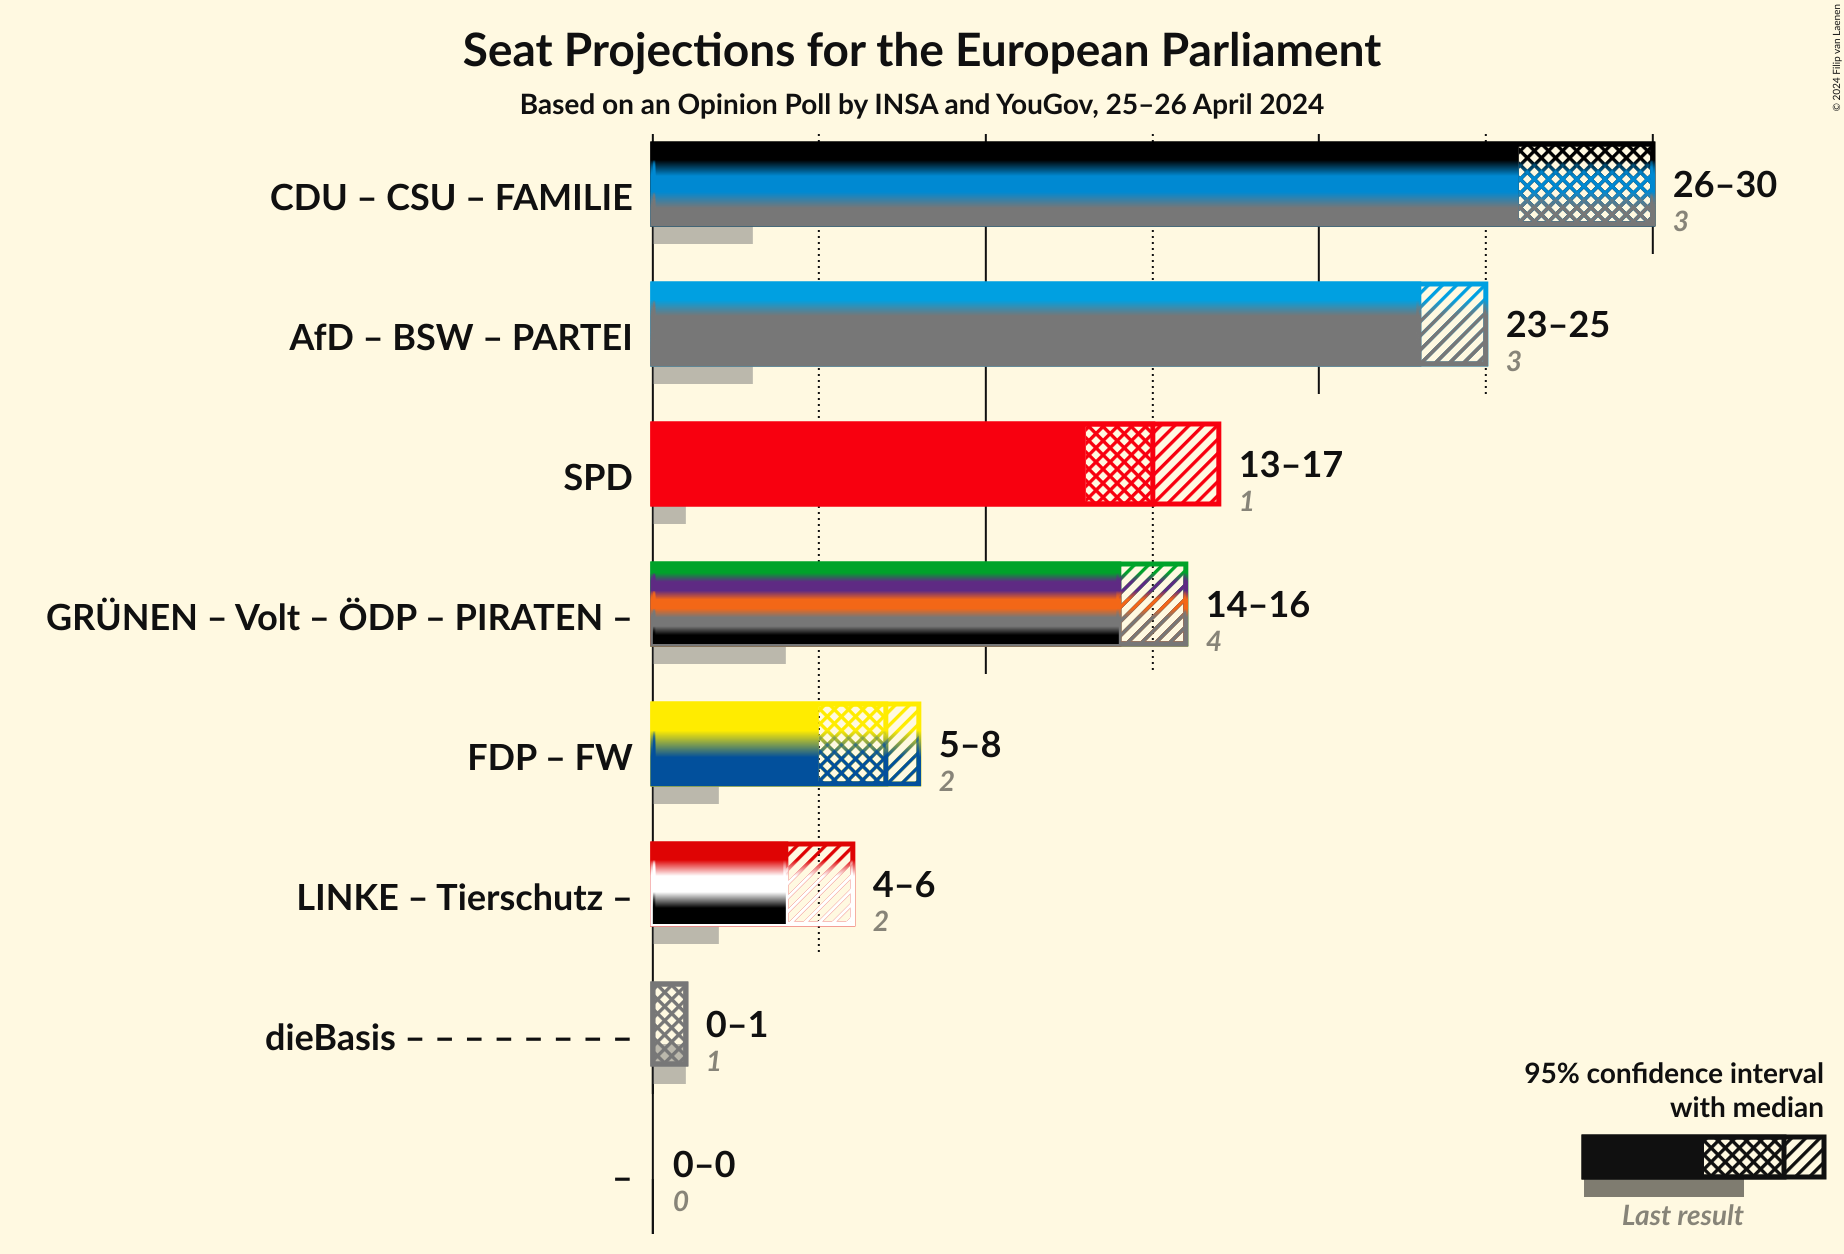 Seat Projections for the European Parliament
Based on an Opinion Poll by INSA and YouGov, 25–26 April 2024
© 2024 Filip van Laenen
CDU – CSU – FAMILIE
26–30
3
AfD – BSW – PARTEI
23–25
3
SPD
13–17
1
GRÜNEN – Volt – ÖDP – PIRATEN –
14–16
4
FDP – FW
5–8
2
LINKE – Tierschutz –
4–6
2
dieBasis – – – – – – – –
0–1
1
–
0–0
0
95% confidence interval
with median
Last result